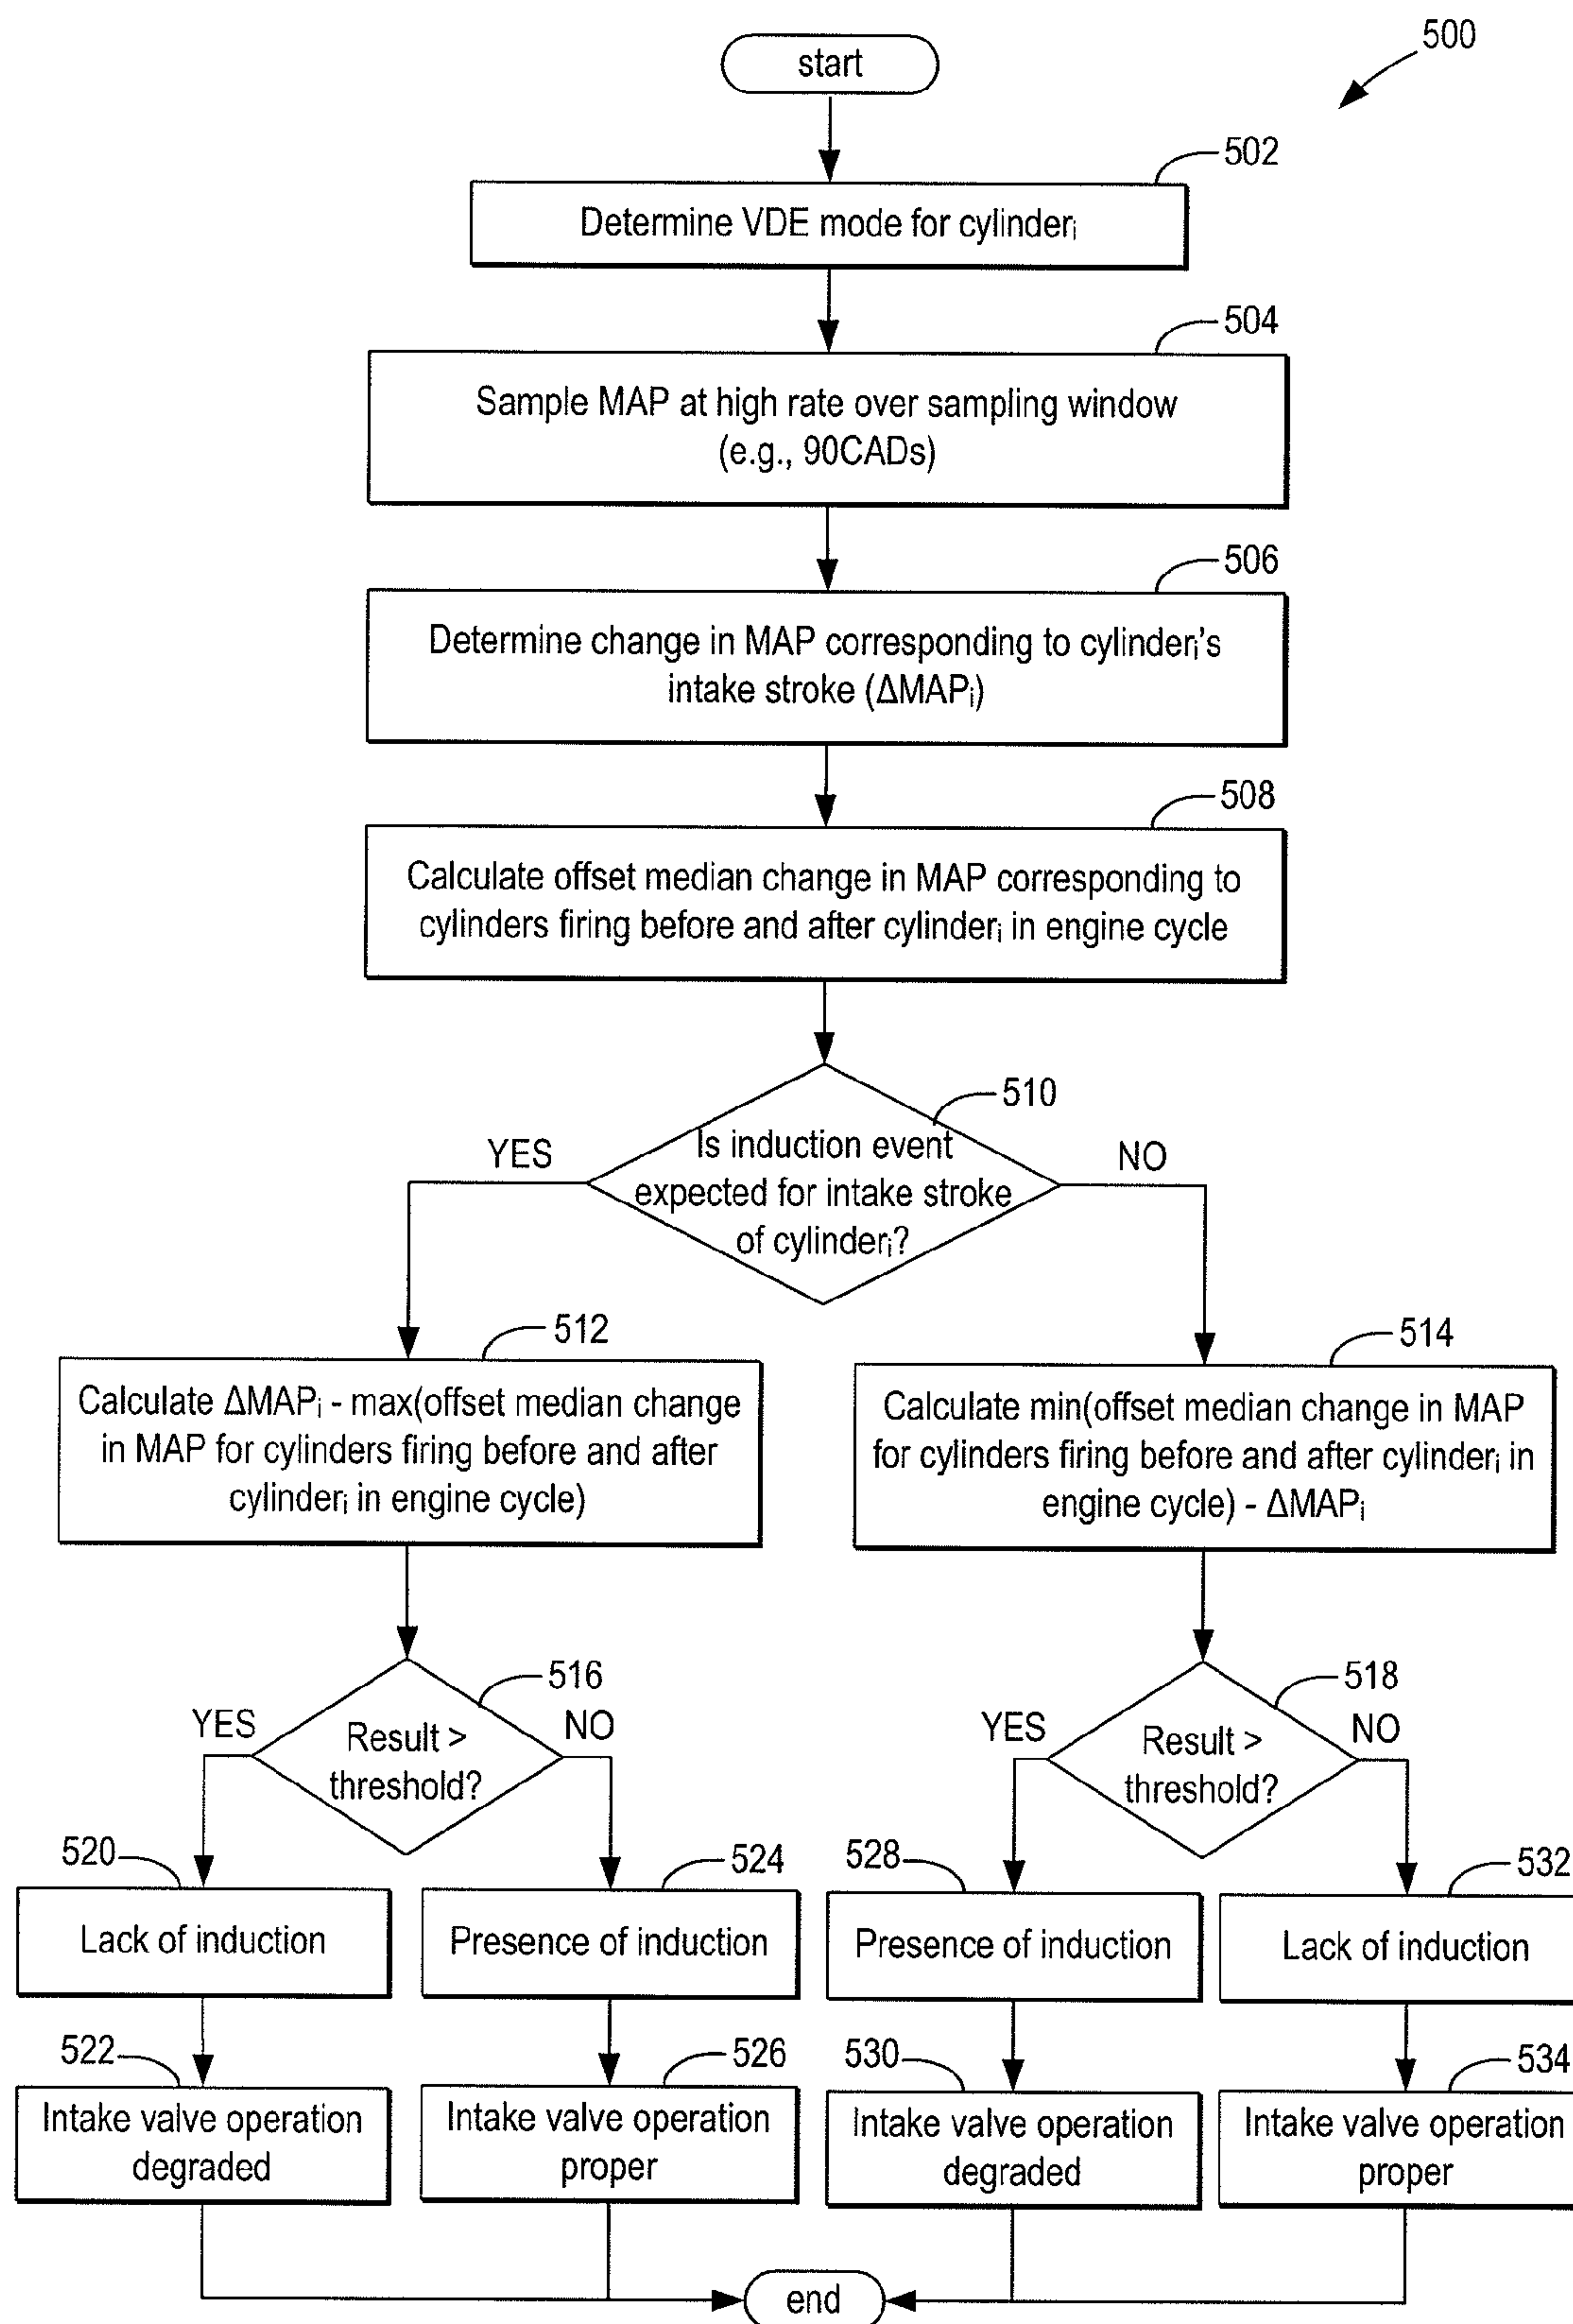 500
start
502
Determine VDE mode for cylinderᵢ
504
Sample MAP at high rate over sampling window
(e.g., 90CADs)
506
Determine change in MAP corresponding to cylinderᵢ's
intake stroke (ΔMAPᵢ)
508
Calculate offset median change in MAP corresponding to
cylinders firing before and after cylinderᵢ in engine cycle
510
YES
Is induction event
expected for intake stroke
of cylinderᵢ?
NO
512
Calculate ΔMAPᵢ - max(offset median change
in MAP for cylinders firing before and after
cylinderᵢ in engine cycle)
514
Calculate min(offset median change in MAP
for cylinders firing before and after cylinderᵢ in
engine cycle) - ΔMAPᵢ
516
YES
Result >
threshold?
NO
518
YES
Result >
threshold?
NO
520
Lack of induction
524
Presence of induction
528
Presence of induction
532
Lack of induction
522
Intake valve operation
degraded
526
Intake valve operation
proper
530
Intake valve operation
degraded
534
Intake valve operation
proper
end